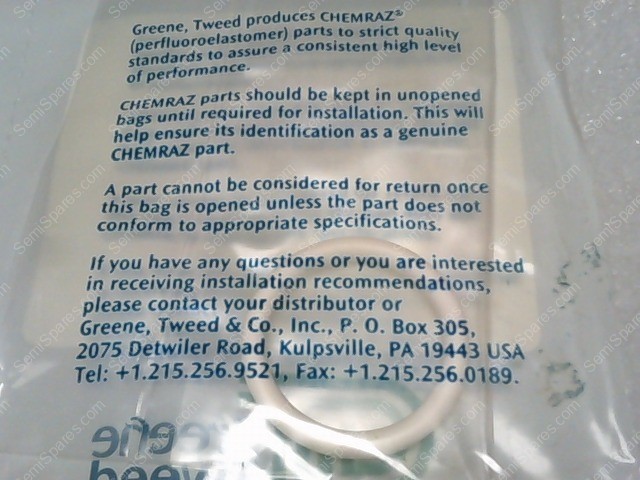 Greene, Tweed produces CHEMRAZ®
(perfluoroelastomer) parts to strict quality
standards to assure a consistent high level
of performance.
CHEMRAZ parts should be kept in unopened
bags until required for installation. This will
help ensure its identification as a genuine
CHEMRAZ part.
A part cannot be considered for return once
this bag is opened unless the part does not
conform to appropriate specifications.
If you have any questions or you are interested
in receiving installation recommendations,
please contact your distributor or
Greene, Tweed & Co., Inc., P. O. Box 305,
2075 Detwiler Road, Kulpsville, PA 19443 USA
Tel: +1.215.256.9521, Fax: +1.215.256.0189.
greene
tweed
SemiSpares.com